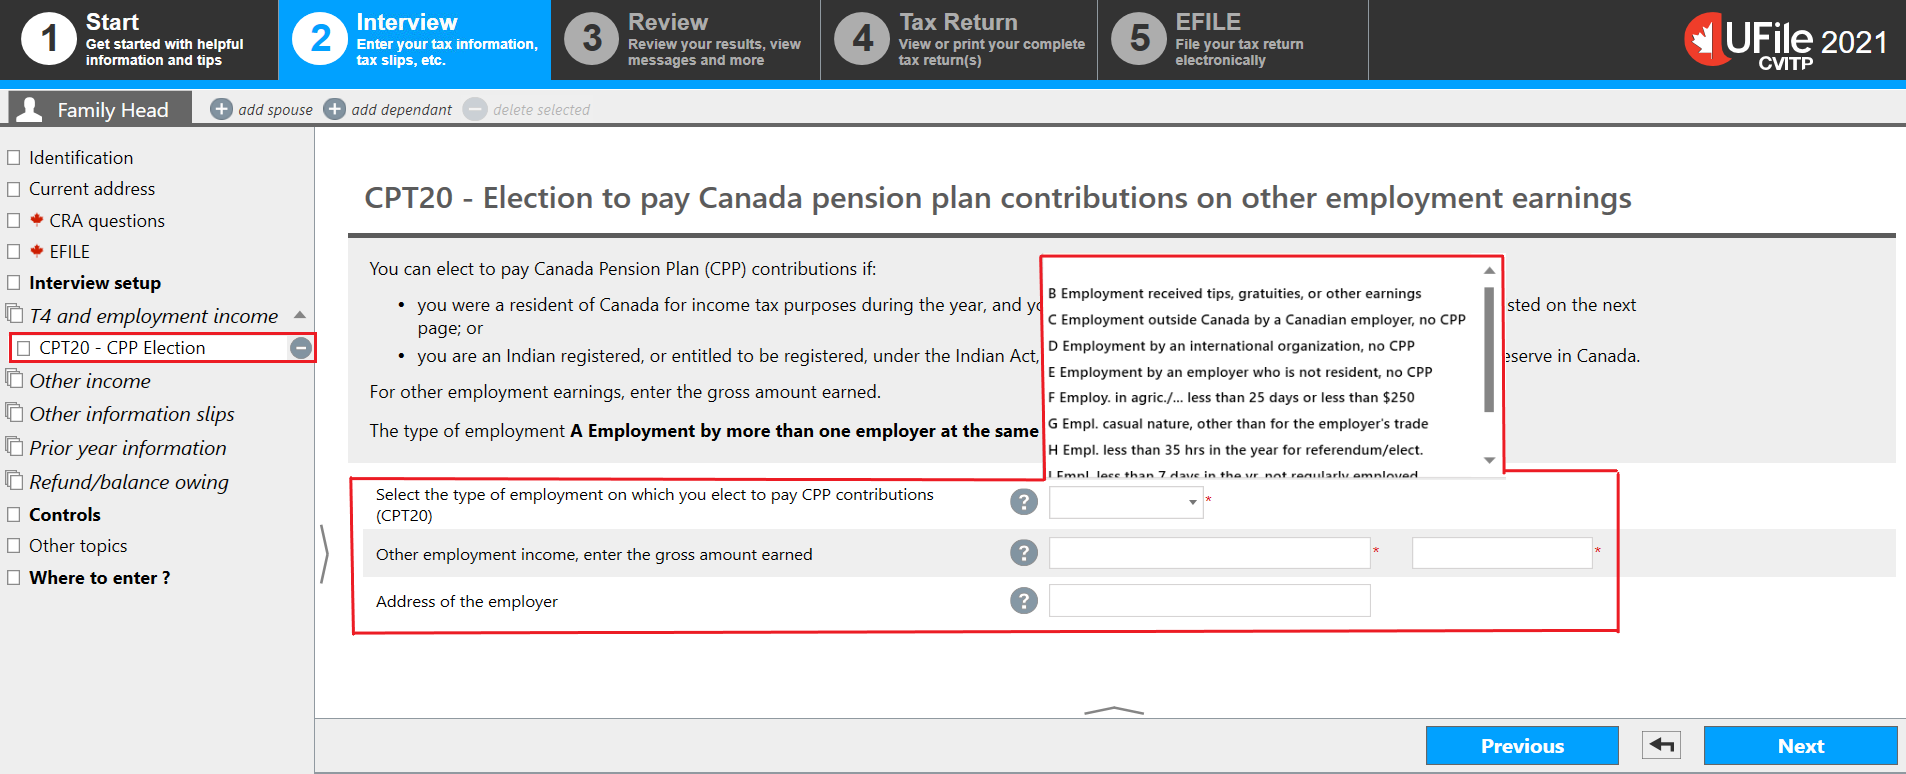 1
Start
Get started with helpful
information and tips
2
Interview
Enter your tax information,
tax slips, etc.
3
Review
Review your results, view
messages and more
4
Tax Return
View or print your complete
tax return(s)
5
EFILE
File your tax return
electronically
UFile 2021
CVITP
Family Head
+ add spouse
+ add dependant
− delete selected
Identification
Current address
CRA questions
EFILE
Interview setup
T4 and employment income
CPT20 - CPP Election
Other income
Other information slips
Prior year information
Refund/balance owing
Controls
Other topics
Where to enter ?
CPT20 - Election to pay Canada pension plan contributions on other employment earnings
You can elect to pay Canada Pension Plan (CPP) contributions if:
• you were a resident of Canada for income tax purposes during the year, and sted on the next
page; or
• you are an Indian registered, or entitled to be registered, under the Indian Act, eserve in Canada.
For other employment earnings, enter the gross amount earned.
The type of employment A Employment by more than one employer at the same
B Employment received tips, gratuities, or other earnings
C Employment outside Canada by a Canadian employer, no CPP
D Employment by an international organization, no CPP
E Employment by an employer who is not resident, no CPP
F Employ. in agric./... less than 25 days or less than $250
G Empl. casual nature, other than for the employer's trade
H Empl. less than 35 hrs in the year for referendum/elect.
I Empl. less than 7 days in the yr, not regularly employed
Select the type of employment on which you elect to pay CPP contributions
(CPT20)
? *
Other employment income, enter the gross amount earned
? * *
Address of the employer
?
Previous
Next